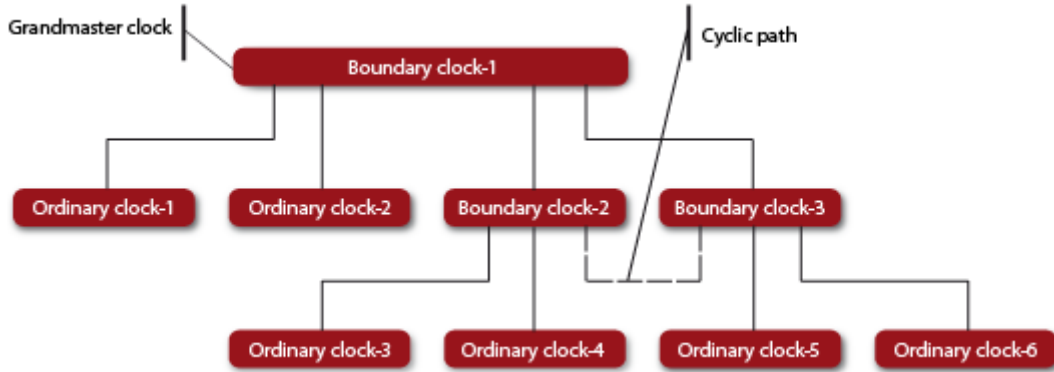 Grandmaster clock
Cyclic path
Boundary clock-1
Ordinary clock-1
Ordinary clock-2
Boundary clock-2
Boundary clock-3
Ordinary clock-3
Ordinary clock-4
Ordinary clock-5
Ordinary clock-6